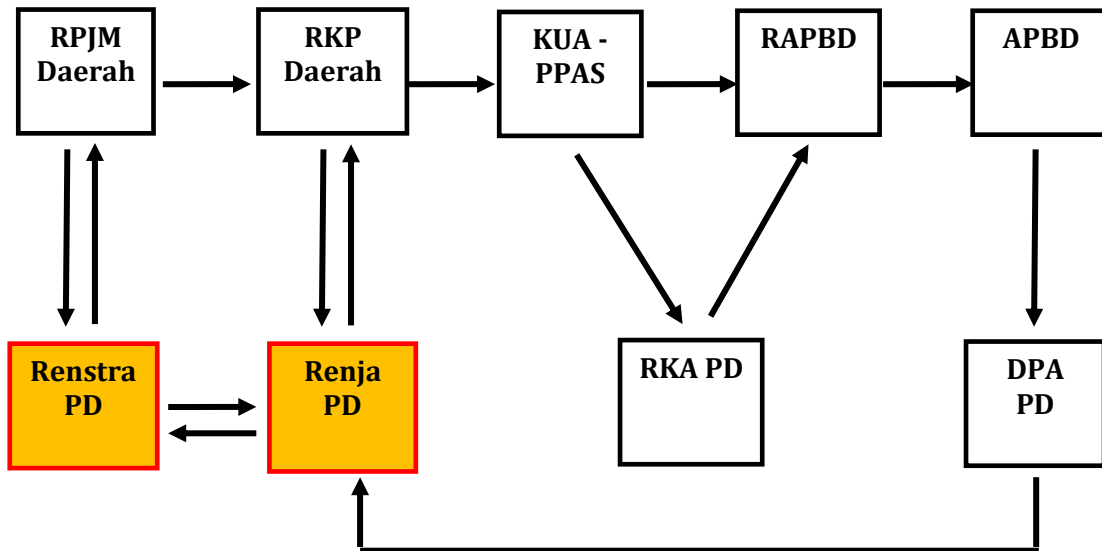 RPJM
Daerah
RKP
Daerah
KUA -
PPAS
RAPBD
APBD
Renstra
PD
Renja
PD
RKA PD
DPA
PD